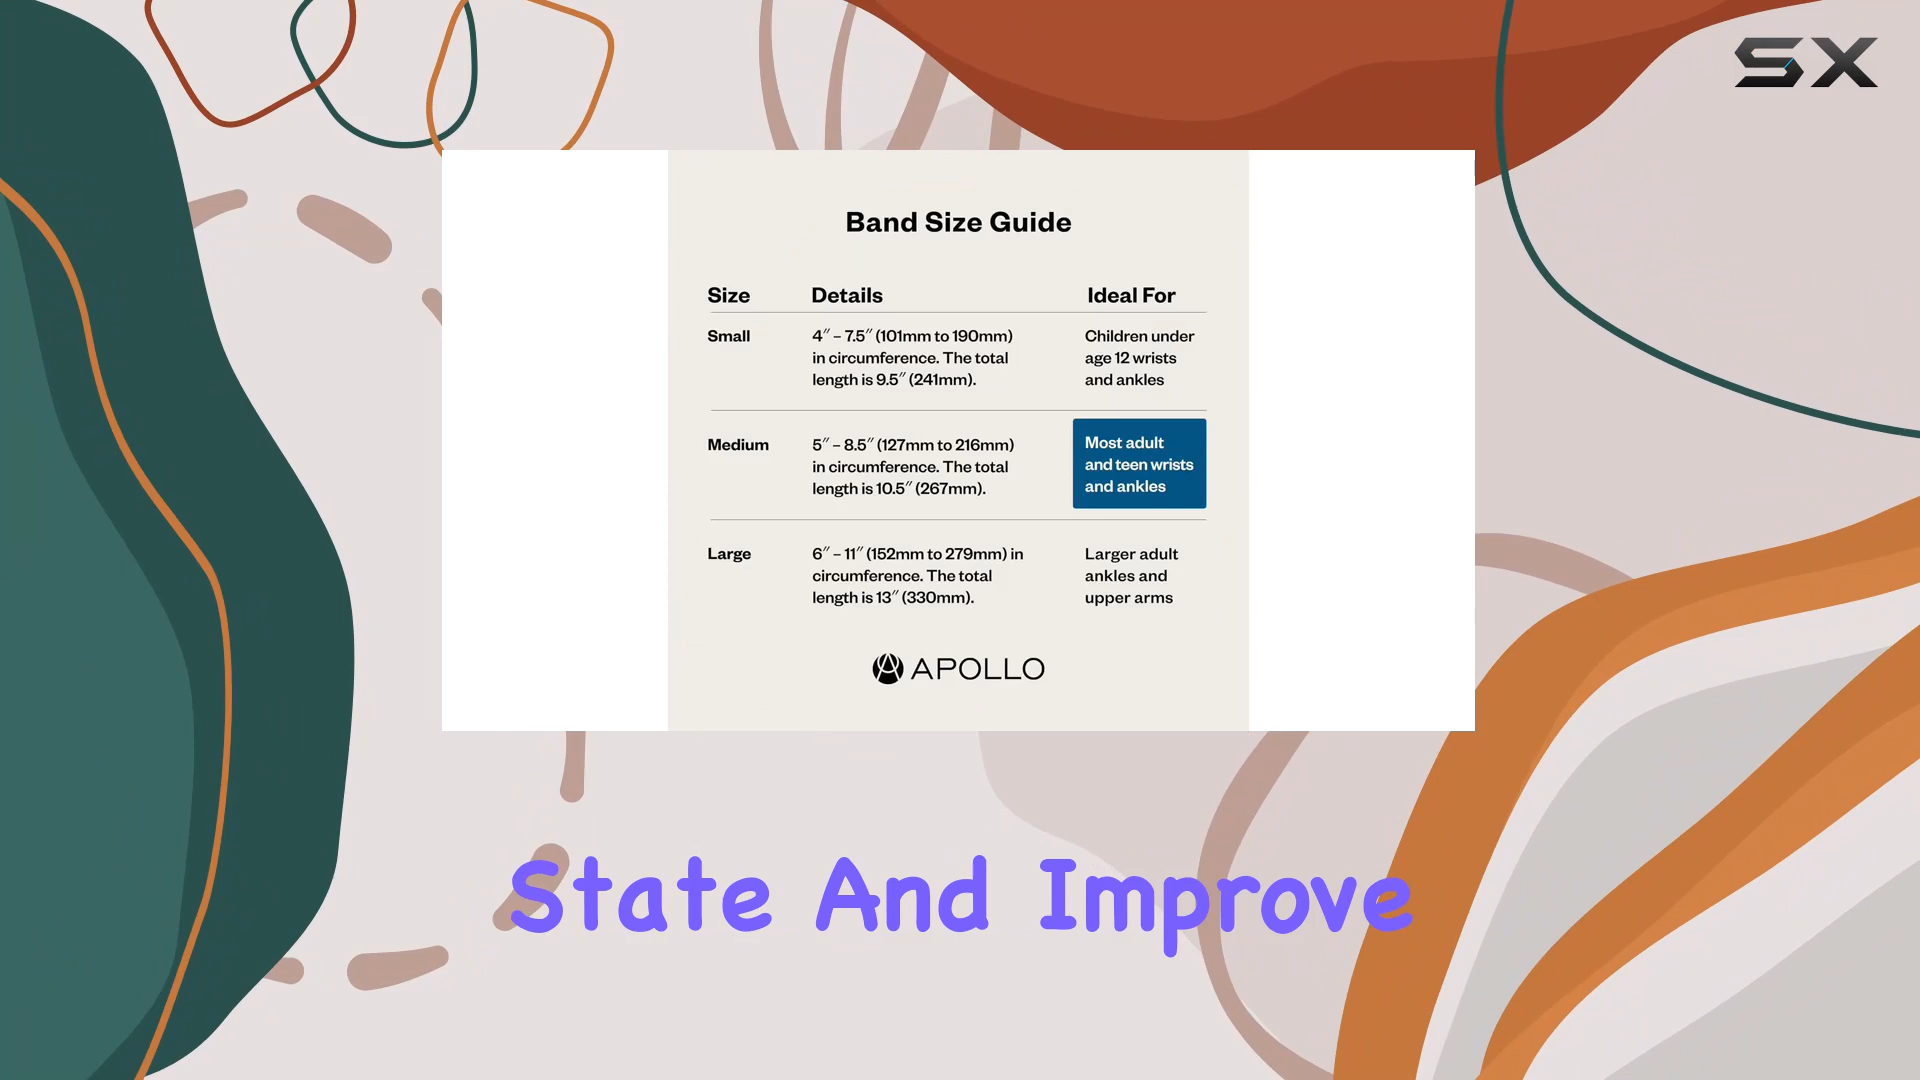 SX
Band Size Guide
Size Details Ideal For
Small 4″ – 7.5″ (101mm to 190mm) Children under
in circumference. The total age 12 wrists
length is 9.5″ (241mm). and ankles
Medium 5″ – 8.5″ (127mm to 216mm) Most adult
in circumference. The total and teen wrists
length is 10.5″ (267mm). and ankles
Large 6″ – 11″ (152mm to 279mm) in Larger adult
circumference. The total ankles and
length is 13″ (330mm). upper arms
APOLLO
State And Improve